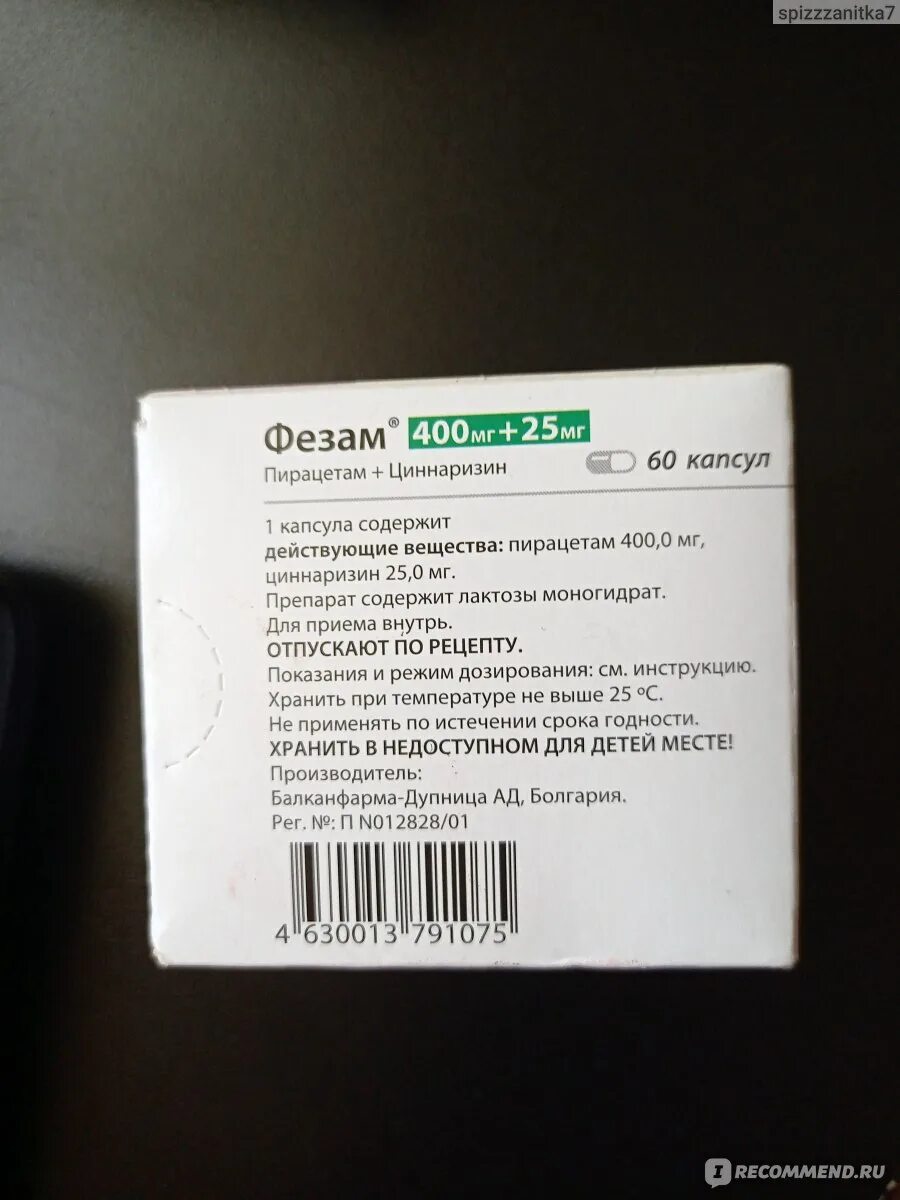 spizzzanitka7
Фезам® 400мг+25мг
Пирацетам + Циннаризин
60 капсул
1 капсула содержит
действующие вещества: пирацетам 400,0 мг,
циннаризин 25,0 мг.
Препарат содержит лактозы моногидрат.
Для приема внутрь.
ОТПУСКАЮТ ПО РЕЦЕПТУ.
Показания и режим дозирования: см. инструкцию.
Хранить при температуре не выше 25 ºС.
Не применять по истечении срока годности.
ХРАНИТЬ В НЕДОСТУПНОМ ДЛЯ ДЕТЕЙ МЕСТЕ!
Производитель:
Балканфарма-Дупница АД, Болгария.
Рег. №: П N012828/01
4 630013 791075
IRECOMMEND.RU